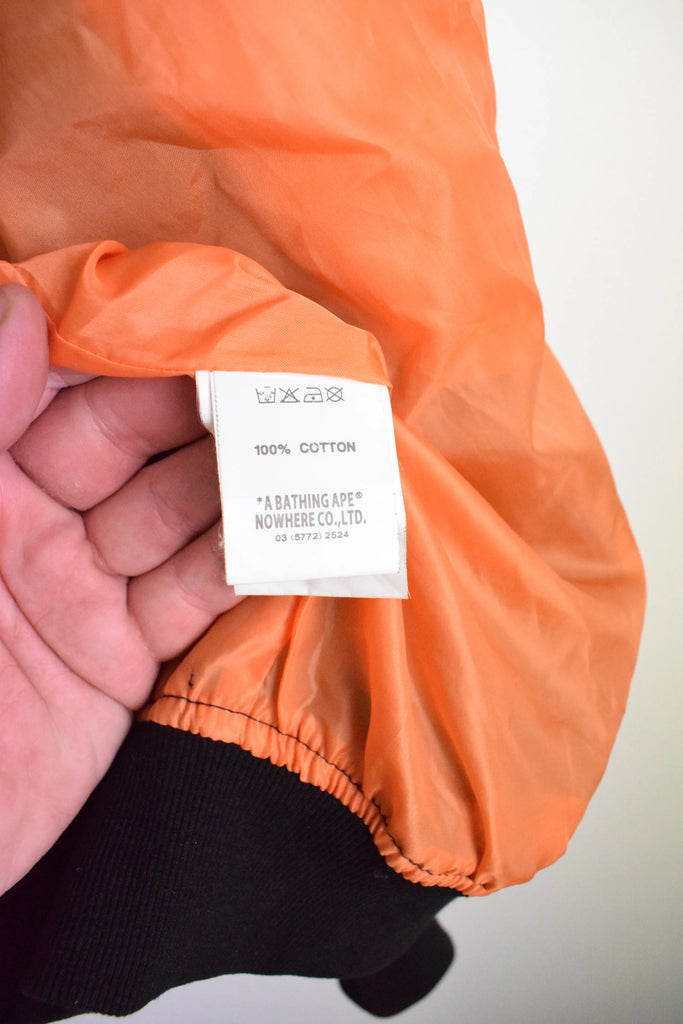 100% COTTON
*A BATHING APE®
NOWHERE CO.,LTD.
03 (5772) 2524